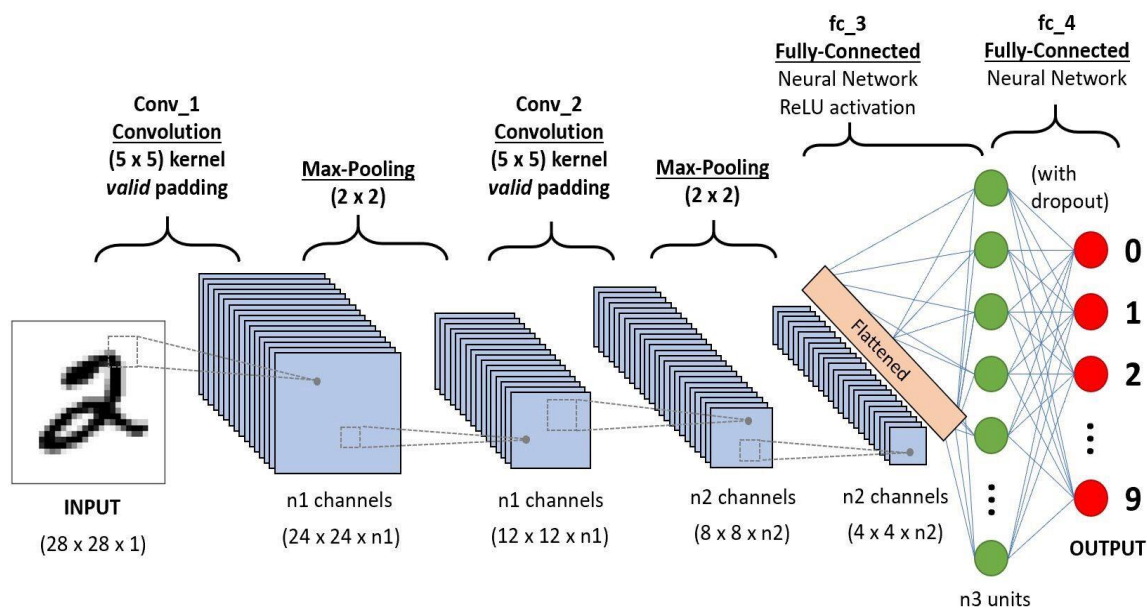 Conv_1
Convolution
(5 x 5) kernel
valid padding
Max-Pooling
(2 x 2)
Conv_2
Convolution
(5 x 5) kernel
valid padding
Max-Pooling
(2 x 2)
fc_3
Fully-Connected
Neural Network
ReLU activation
fc_4
Fully-Connected
Neural Network
(with
dropout)
2
INPUT
(28 x 28 x 1)
n1 channels
(24 x 24 x n1)
n1 channels
(12 x 12 x n1)
n2 channels
(8 x 8 x n2)
n2 channels
(4 x 4 x n2)
Flattened
n3 units
0
1
2
9
OUTPUT